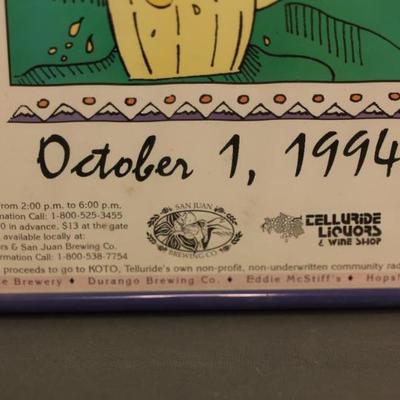 October 1, 1994
from 2:00 p.m. to 6:00 p.m.
mation Call: 1-800-525-3455
0 in advance, $13 at the gate
available locally at:
ors & San Juan Brewing Co.
rmation Call: 1-800-538-7754
SAN JUAN
BREWING CO.
TELLURIDE
LIQUORS
& WINE SHOP
proceeds to go to KOTO, Telluride's own non-profit, non-underwritten community rad
e Brewery ♦ Durango Brewing Co. ♦ Eddie McStiff's ♦ Hops